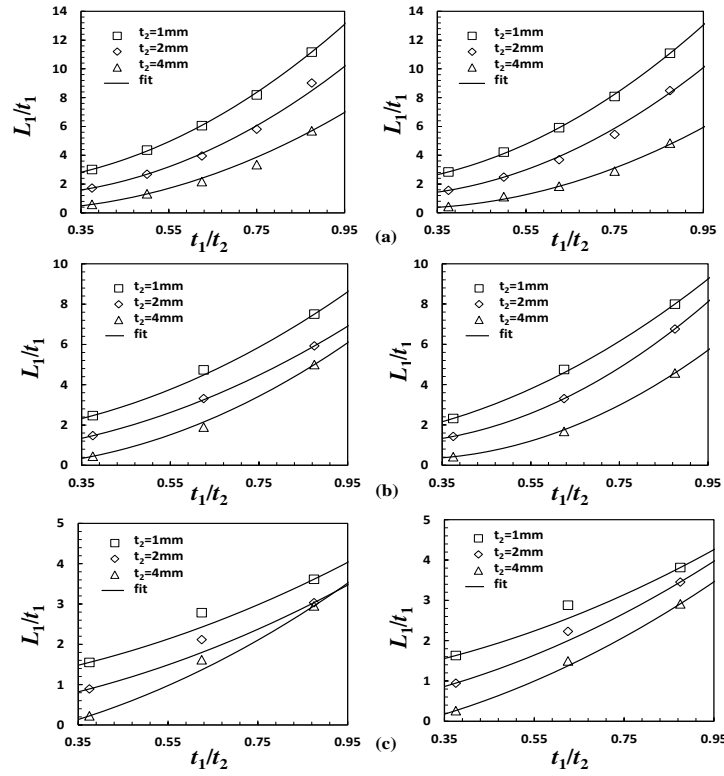 14
12
10
8
6
4
2
0
L₁/t₁
t₂=1mm
t₂=2mm
t₂=4mm
fit
0.35 0.55 0.75 0.95
t₁/t₂
14
12
10
8
6
4
2
0
L₁/t₁
t₂=1mm
t₂=2mm
t₂=4mm
fit
0.35 0.55 0.75 0.95
t₁/t₂
(a)
10
8
6
4
2
0
L₁/t₁
t₂=1mm
t₂=2mm
t₂=4mm
fit
0.35 0.55 0.75 0.95
t₁/t₂
10
8
6
4
2
0
L₁/t₁
t₂=1mm
t₂=2mm
t₂=4mm
fit
0.35 0.55 0.75 0.95
t₁/t₂
(b)
5
4
3
2
1
0
L₁/t₁
t₂=1mm
t₂=2mm
t₂=4mm
fit
0.35 0.55 0.75 0.95
t₁/t₂
5
4
3
2
1
0
L₁/t₁
t₂=1mm
t₂=2mm
t₂=4mm
fit
0.35 0.55 0.75 0.95
t₁/t₂
(c)